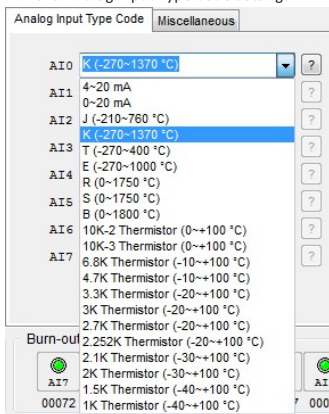 Analog Input Type Code Miscellaneous
AI0 K (-270~1370 °C) ?
AI1 4~20 mA ?
0~20 mA
AI2 J (-210~760 °C) ?
K (-270~1370 °C)
AI3 T (-270~400 °C) ?
AI4 E (-270~1000 °C) ?
R (0~1750 °C)
AI5 S (0~1750 °C) ?
B (0~1800 °C)
AI6 10K-2 Thermistor (0~+100 °C) ?
10K-3 Thermistor (0~+100 °C)
AI7 6.8K Thermistor (-10~+100 °C) ?
4.7K Thermistor (-10~+100 °C)
3.3K Thermistor (-20~+100 °C)
3K Thermistor (-20~+100 °C)
2.7K Thermistor (-20~+100 °C)
Burn-out 2.252K Thermistor (-20~+100 °C)
2.1K Thermistor (-30~+100 °C)
2K Thermistor (-30~+100 °C)
AI7 1.5K Thermistor (-40~+100 °C)
00072 1K Thermistor (-40~+100 °C)